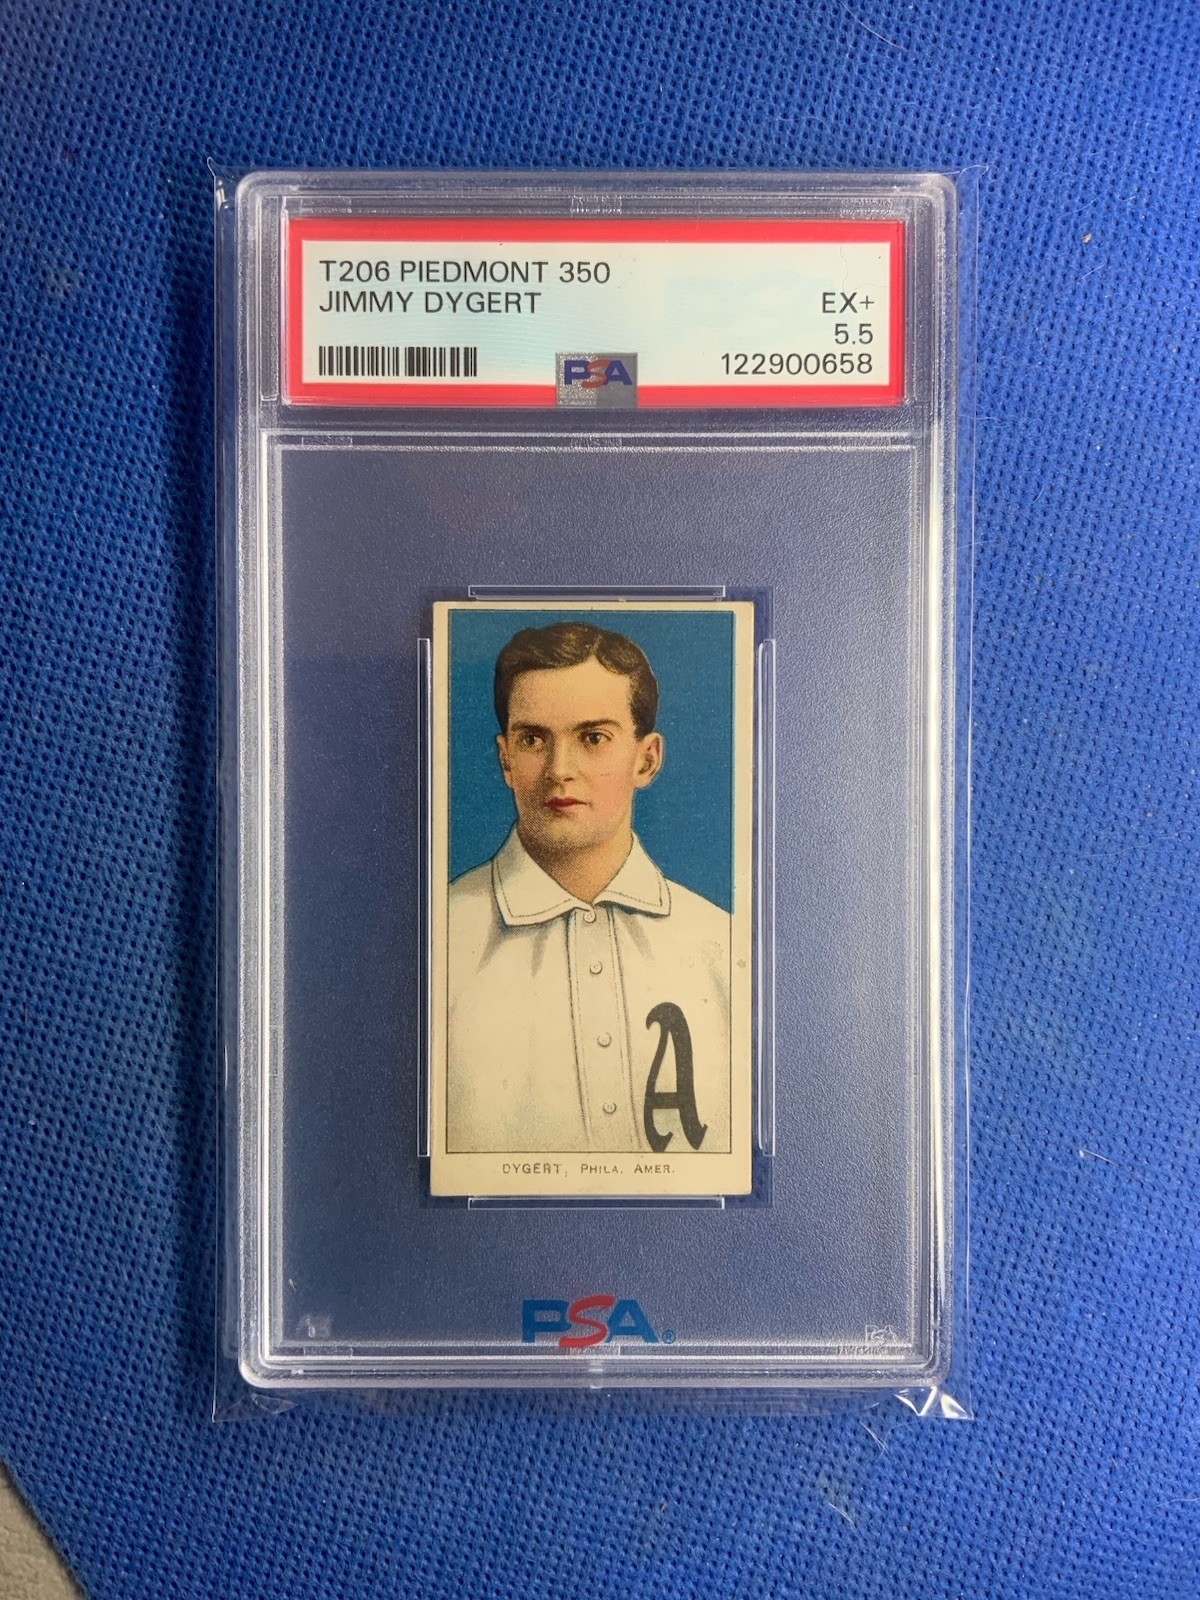 T206 PIEDMONT 350
JIMMY DYGERT
EX+
5.5
122900658
PSA
A
DYGERT, PHILA. AMER.
PSA®